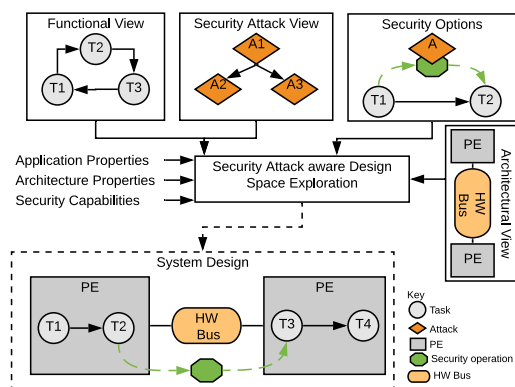 Functional View
T2
T1
T3
Security Attack View
A1
A2
A3
Security Options
A
T1
T2
Application Properties
Architecture Properties
Security Capabilities
Security Attack aware Design
Space Exploration
PE
HW
Bus
PE
Architectural View
System Design
PE
T1
T2
HW
Bus
PE
T3
T4
Key
Task
Attack
PE
Security operation
HW Bus